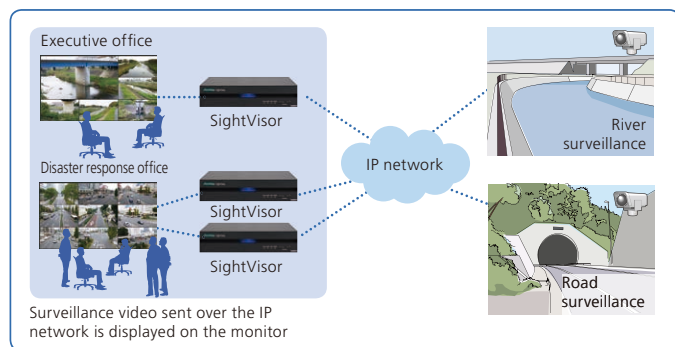 Executive office
SightVisor
Disaster response office
SightVisor
SightVisor
Surveillance video sent over the IP
network is displayed on the monitor
IP network
River
surveillance
Road
surveillance